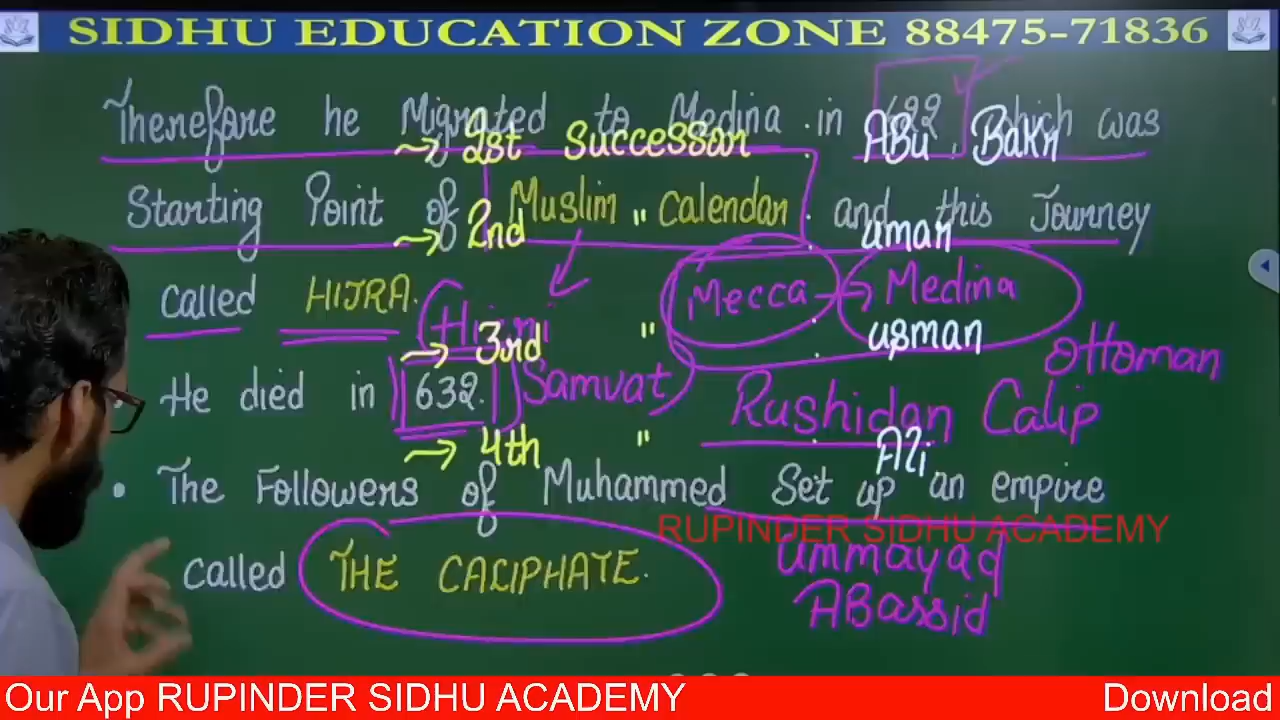 SIDHU EDUCATION ZONE 88475-71836
Therefore he Migrated to Medina in 622. which was
→ 1st Successor ABu Bakr
Starting Point of Muslim Calendar and this Journey
→ 2nd " umar
called HIJRA. Hijri Mecca → Medina
→ 3rd " usman
ottoman
He died in 632. Samvat Rushidan Calip
→ 4th " Ali
• The Followers of Muhammed Set up an empire
RUPINDER SIDHU ACADEMY
called THE CALIPHATE. ummayad
ABassid
Our App RUPINDER SIDHU ACADEMY Download